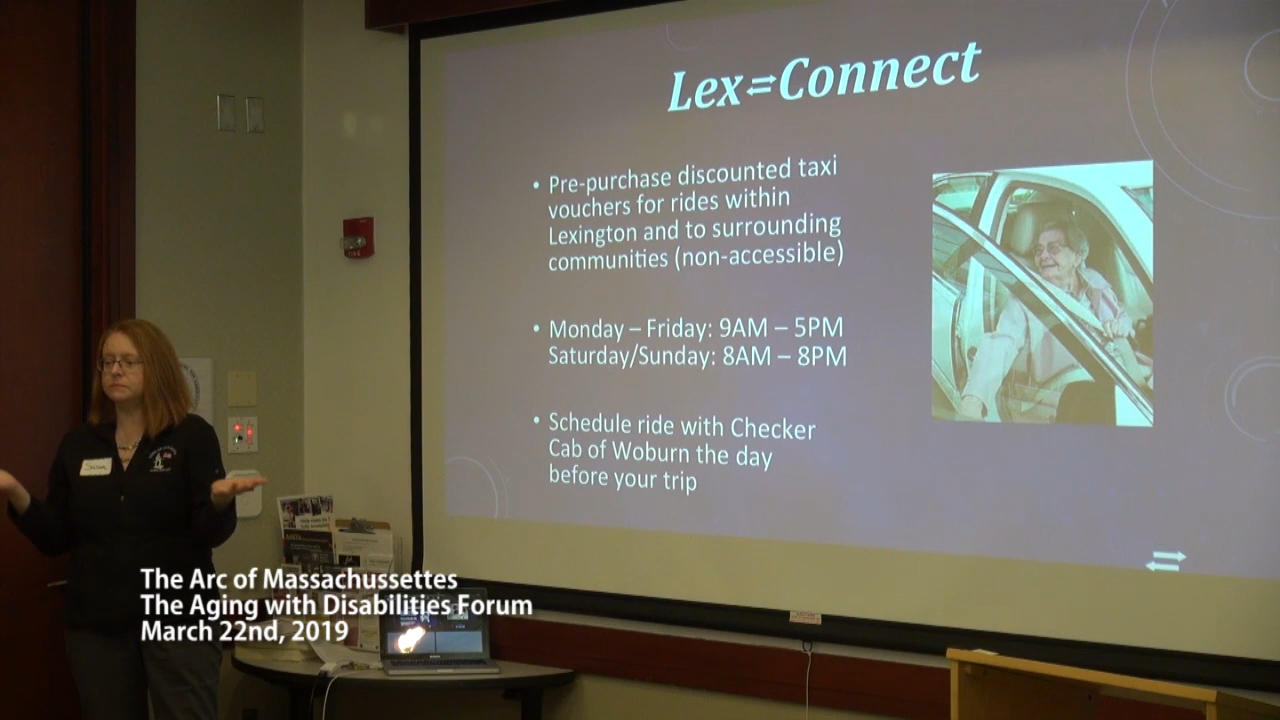 Lex⇌Connect
• Pre-purchase discounted taxi
vouchers for rides within
Lexington and to surrounding
communities (non-accessible)
• Monday – Friday: 9AM – 5PM
Saturday/Sunday: 8AM – 8PM
• Schedule ride with Checker
Cab of Woburn the day
before your trip
FIRE
Susan
The Arc of Massachussettes
The Aging with Disabilities Forum
March 22nd, 2019